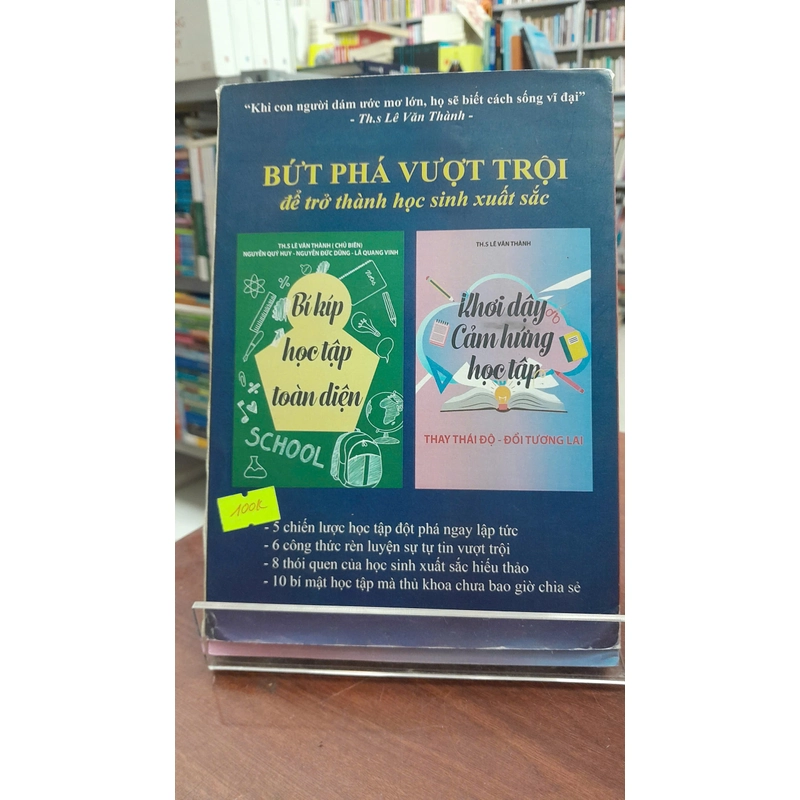 “Khi con người dám ước mơ lớn, họ sẽ biết cách sống vĩ đại”
- Th.s Lê Văn Thành -
BỨT PHÁ VƯỢT TRỘI
để trở thành học sinh xuất sắc
TH.S LÊ VĂN THÀNH ( CHỦ BIÊN)
NGUYỄN QUÝ HUY - NGUYỄN ĐỨC DŨNG - LÃ QUANG VINH
Bí kíp
học tập
toàn diện
SCHOOL
TH.S LÊ VĂN THÀNH
Khơi dậy
Cảm hứng
học tập
THAY THÁI ĐỘ - ĐỔI TƯƠNG LAI
100k
- 5 chiến lược học tập đột phá ngay lập tức
- 6 công thức rèn luyện sự tự tin vượt trội
- 8 thói quen của học sinh xuất sắc hiếu thảo
- 10 bí mật học tập mà thủ khoa chưa bao giờ chia sẻ